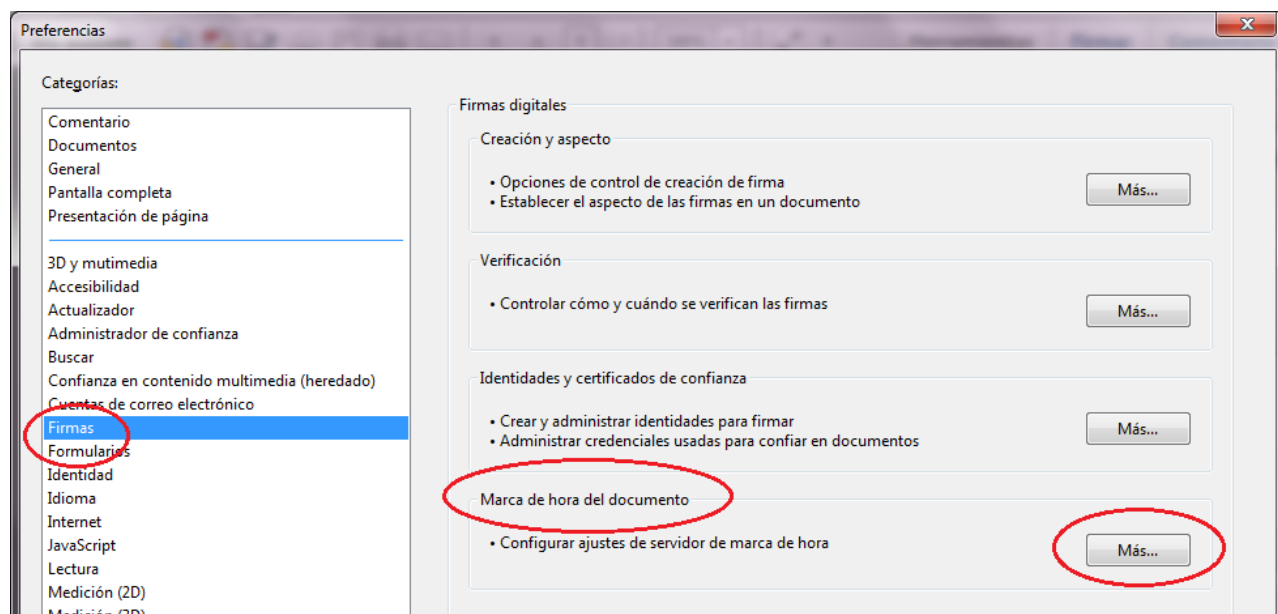 Preferencias
Categorías:
Comentario
Documentos
General
Pantalla completa
Presentación de página
3D y mutimedia
Accesibilidad
Actualizador
Administrador de confianza
Buscar
Confianza en contenido multimedia (heredado)
Cuentas de correo electrónico
Firmas
Formularios
Identidad
Idioma
Internet
JavaScript
Lectura
Medición (2D)
Medición (3D)
Firmas digitales
Creación y aspecto
• Opciones de control de creación de firma
• Establecer el aspecto de las firmas en un documento
Más...
Verificación
• Controlar cómo y cuándo se verifican las firmas
Más...
Identidades y certificados de confianza
• Crear y administrar identidades para firmar
• Administrar credenciales usadas para confiar en documentos
Más...
Marca de hora del documento
• Configurar ajustes de servidor de marca de hora
Más...